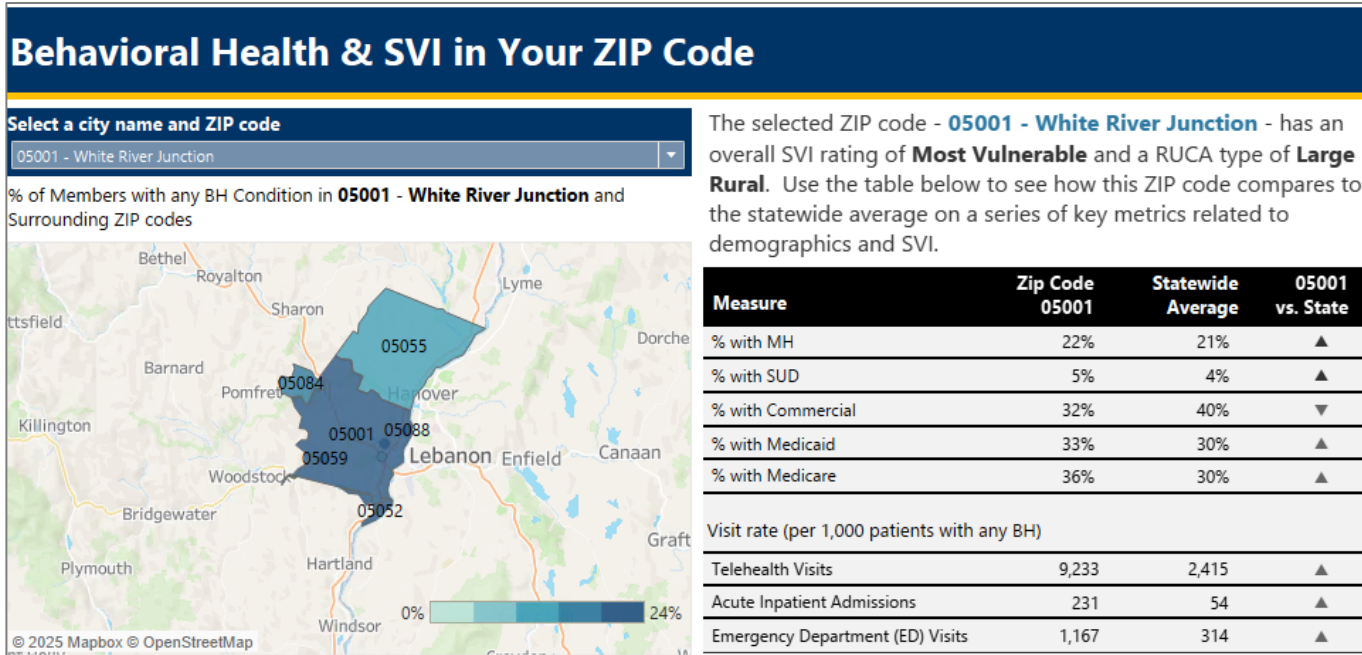 Behavioral Health & SVI in Your ZIP Code
Select a city name and ZIP code
05001 - White River Junction
% of Members with any BH Condition in 05001 - White River Junction and
Surrounding ZIP codes
Bethel
Royalton
Lyme
Sharon
ttsfield
Dorche
05055
Barnard
05084
Pomfret
Hanover
Killington
05001
05088
Lebanon
Enfield
Canaan
05059
Woodstock
05052
Bridgewater
Graft
Plymouth
Hartland
0%
24%
Windsor
© 2025 Mapbox © OpenStreetMap
The selected ZIP code - 05001 - White River Junction - has an
overall SVI rating of Most Vulnerable and a RUCA type of Large
Rural. Use the table below to see how this ZIP code compares to
the statewide average on a series of key metrics related to
demographics and SVI.
Measure Zip Code 05001 Statewide Average 05001 vs. State
% with MH 22% 21% ▲
% with SUD 5% 4% ▲
% with Commercial 32% 40% ▼
% with Medicaid 33% 30% ▲
% with Medicare 36% 30% ▲
Visit rate (per 1,000 patients with any BH)
Telehealth Visits 9,233 2,415 ▲
Acute Inpatient Admissions 231 54 ▲
Emergency Department (ED) Visits 1,167 314 ▲